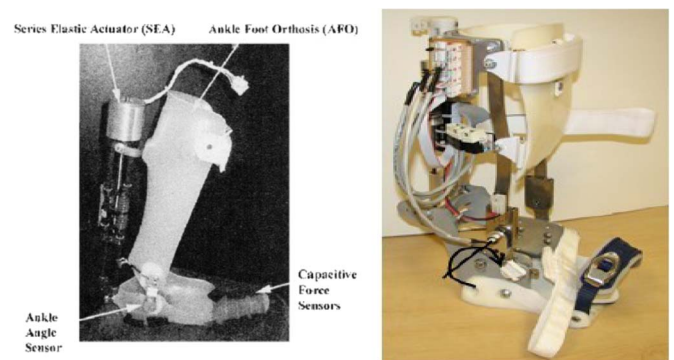 Series Elastic Actuator (SEA)
Ankle Foot Orthosis (AFO)
Capacitive
Force
Sensors
Ankle
Angle
Sensor